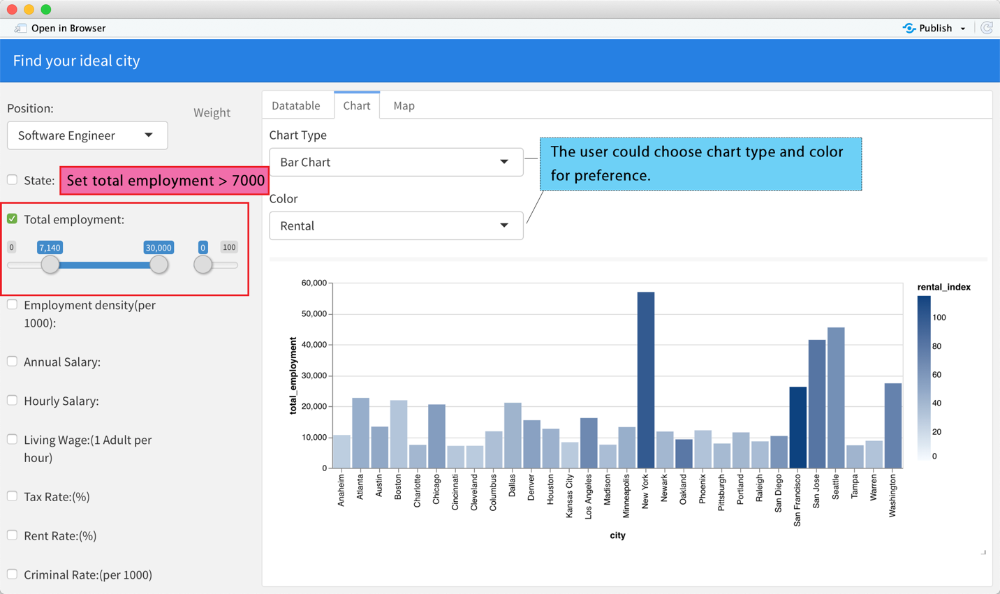 Open in Browser
Publish
Find your ideal city
Position:
Weight
Software Engineer
State:
Set total employment > 7000
Total employment:
0
7,140
30,000
0
100
Employment density(per
1000):
Annual Salary:
Hourly Salary:
Living Wage:(1 Adult per
hour)
Tax Rate:(%)
Rent Rate:(%)
Criminal Rate:(per 1000)
Datatable
Chart
Map
Chart Type
Bar Chart
Color
Rental
The user could choose chart type and color
for preference.
60,000
50,000
40,000
30,000
20,000
10,000
0
total_employment
Anaheim
Atlanta
Austin
Boston
Charlotte
Chicago
Cincinnati
Cleveland
Columbus
Dallas
Denver
Houston
Kansas City
Los Angeles
Madison
Minneapolis
New York
Newark
Oakland
Phoenix
Pittsburgh
Portland
Raleigh
San Diego
San Francisco
San Jose
Seattle
Tampa
Warren
Washington
city
rental_index
100
80
60
40
20
0